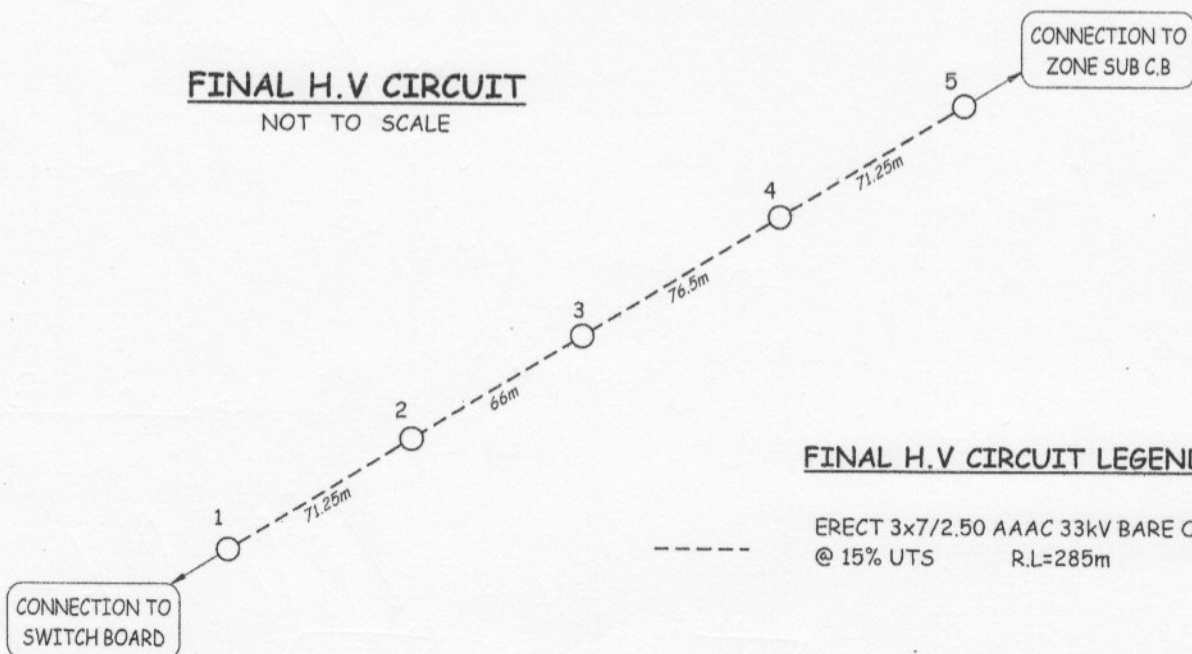 FINAL H.V CIRCUIT
NOT TO SCALE
CONNECTION TO
ZONE SUB C.B
5
71.25m
4
76.5m
3
66m
2
71.25m
1
CONNECTION TO
SWITCH BOARD
FINAL H.V CIRCUIT LEGEND
ERECT 3x7/2.50 AAAC 33kV BARE
@ 15% UTS R.L=285m